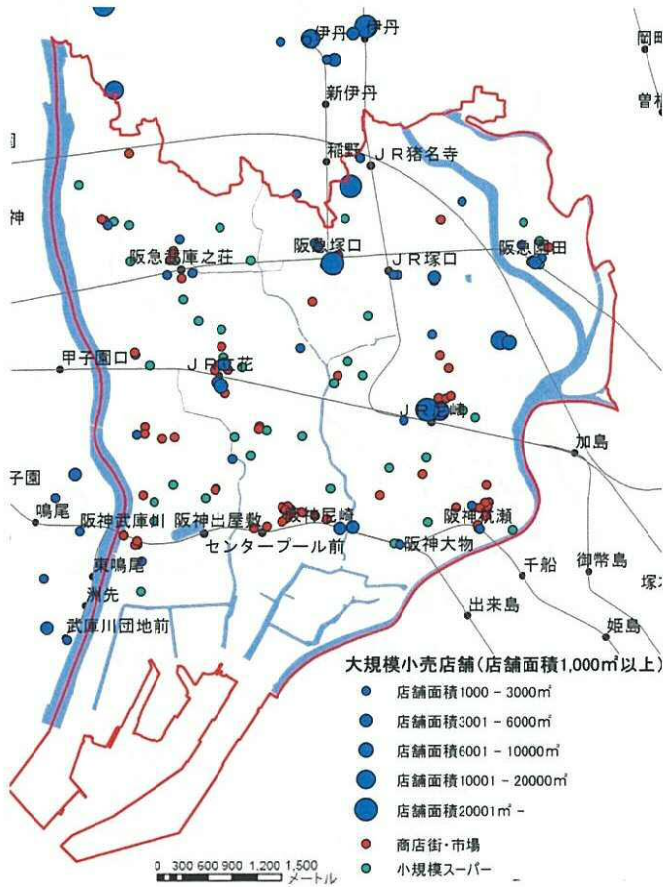 伊丹
伊丹
岡町
新伊丹
曽根
稲野
JR猪名寺
阪急塚口
阪急武庫之荘
阪急園田
JR塚口
甲子園口
JR立花
JR尼崎
加島
子園
鳴尾
阪神武庫川
阪神出屋敷
阪神尼崎
阪神杭瀬
センタープール前
阪神大物
東鳴尾
千船
御幣島
塚本
洲先
出来島
武庫川団地前
姫島
大規模小売店舗(店舗面積1,000㎡以上)
店舗面積1000 - 3000㎡
店舗面積3001 - 6000㎡
店舗面積6001 - 10000㎡
店舗面積10001 - 20000㎡
店舗面積20001㎡ -
商店街・市場
小規模スーパー
0 300 600 900 1,200 1,500
メートル